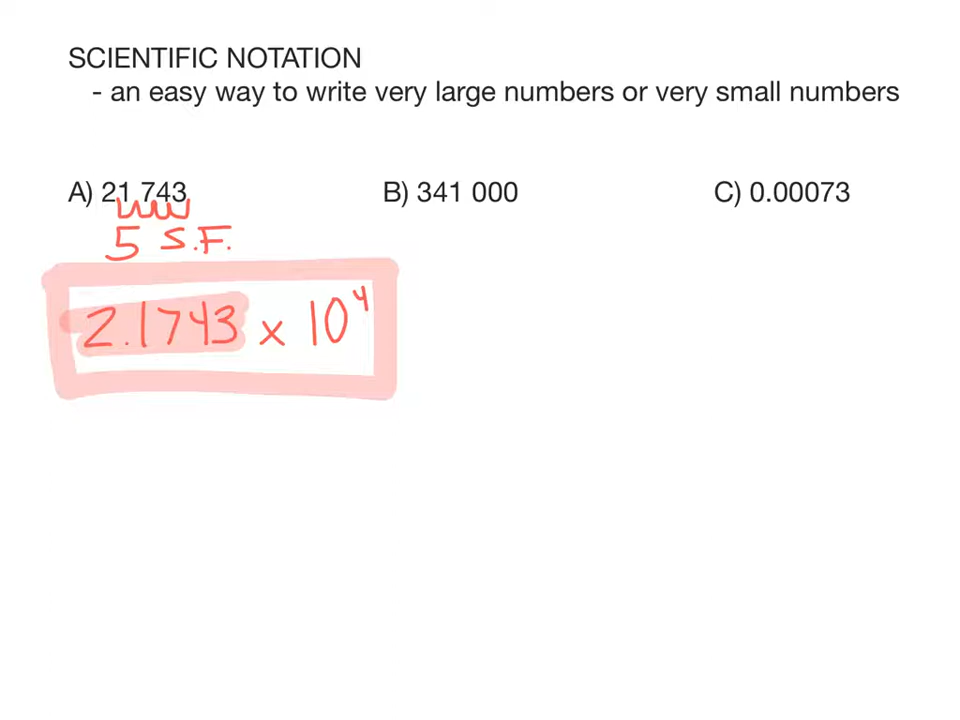 SCIENTIFIC NOTATION
- an easy way to write very large numbers or very small numbers
A) 21 743 B) 341 000 C) 0.00073
5 S.F.
2.1743 x 10⁴